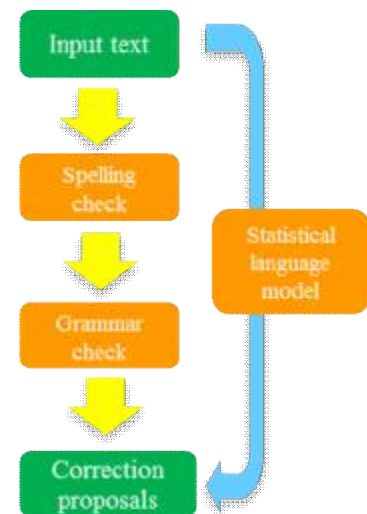 Input text
Spelling
check
Statistical
language
model
Grammar
check
Correction
proposals